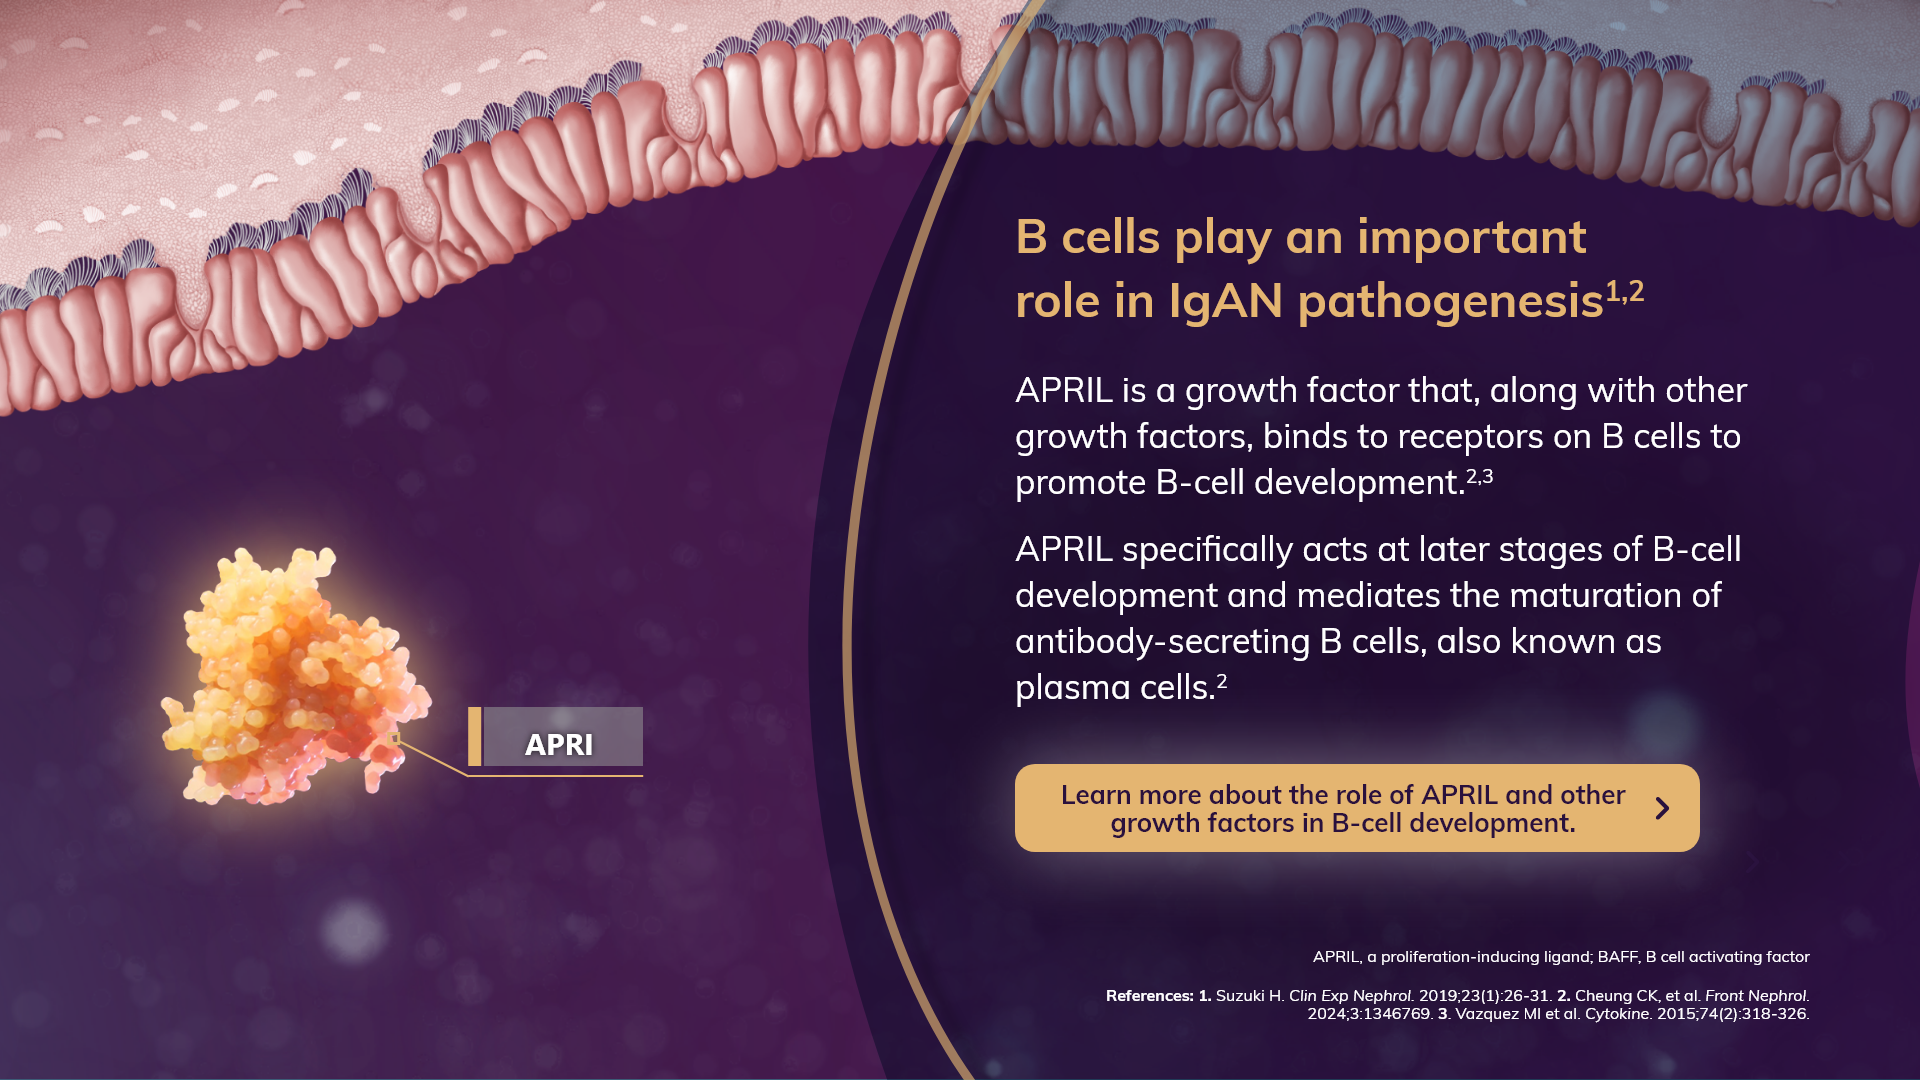 B cells play an important
role in IgAN pathogenesis1,2
APRIL is a growth factor that, along with other
growth factors, binds to receptors on B cells to
promote B-cell development.2,3
APRIL specifically acts at later stages of B-cell
development and mediates the maturation of
antibody-secreting B cells, also known as
plasma cells.2
APRI
Learn more about the role of APRIL and other
growth factors in B-cell development.
APRIL, a proliferation-inducing ligand; BAFF, B cell activating factor
References: 1. Suzuki H. Clin Exp Nephrol. 2019;23(1):26-31. 2. Cheung CK, et al. Front Nephrol.
2024;3:1346769. 3. Vazquez MI et al. Cytokine. 2015;74(2):318-326.